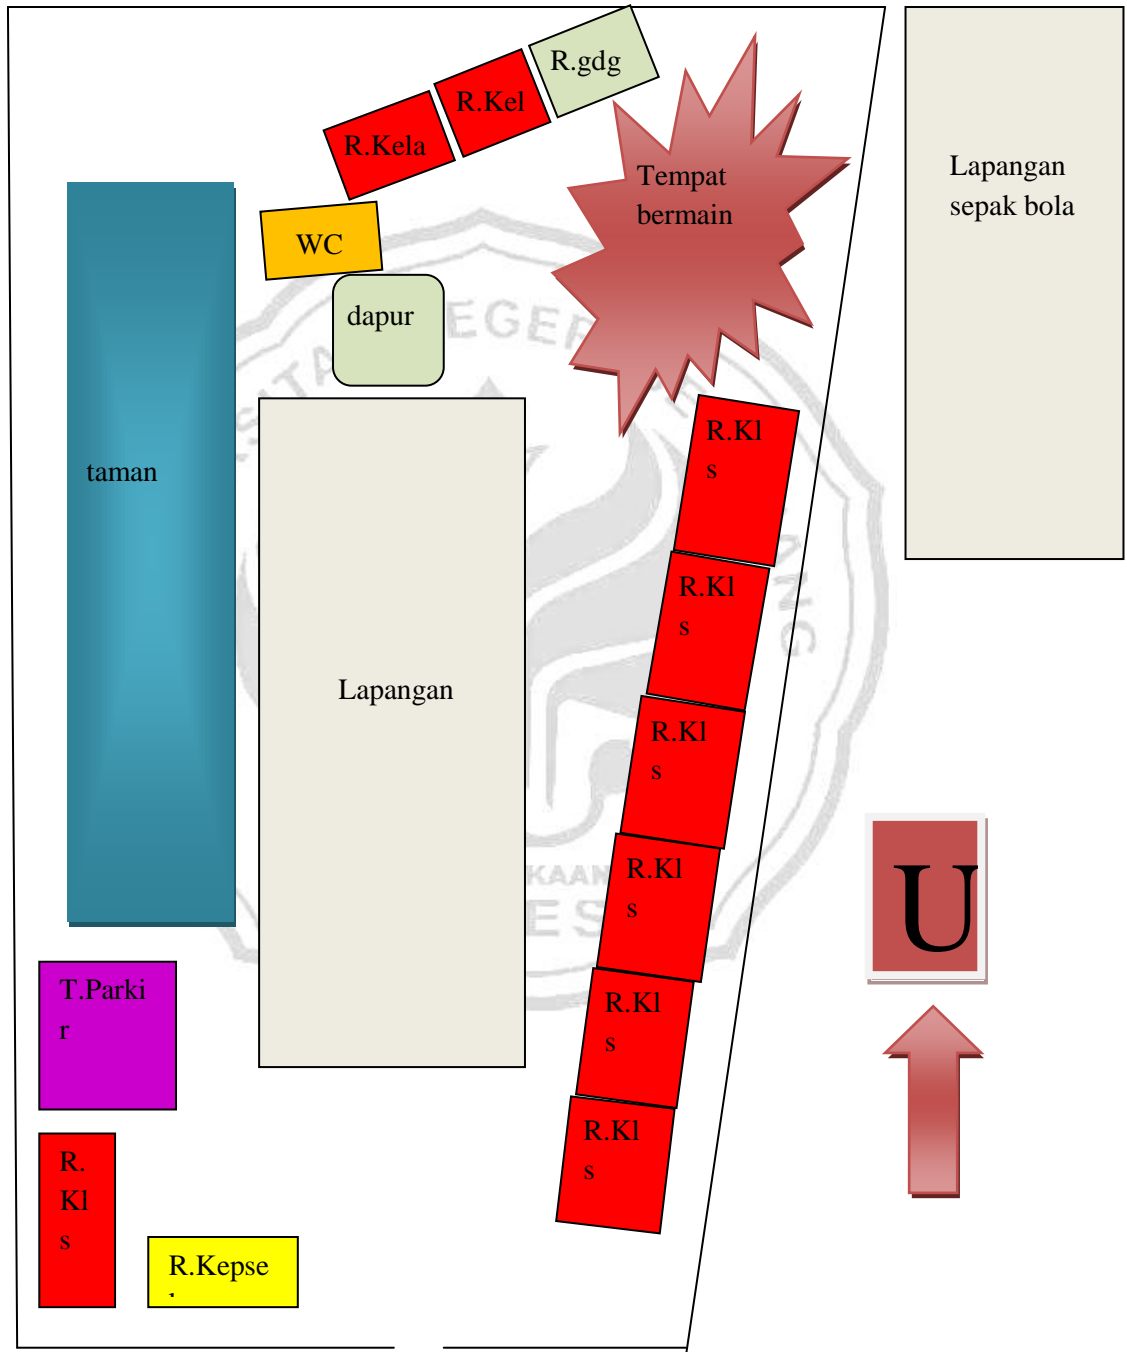 R.gdg
R.Kel
R.Kela
Tempat
bermain
Lapangan
sepak bola
WC
dapur
taman
R.Kl
s
R.Kl
s
Lapangan
R.Kl
s
R.Kl
s
U
T.Parki
r
R.Kl
s
R.Kl
s
R.
Kl
s
R.Kepse